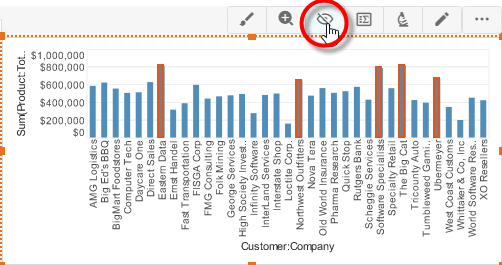 Sum(Product:Tot..
$1,000,000
$800,000
$600,000
$400,000
$200,000
$0
AMG Logistics
Big Ed's BBQ
BigMart Foodstores
Computer Tech
Daycare One
Direct Sales
Eastern Data
Ernst Handel
Fast Transportation
FISGA Corp
FMG Consulting
Folk Mining
George Services
High Society Invest..
Infinity Software
InterLand Services
Interstate Shop
Loctite Corp.
Northwest Outfitters
Nova Tera
Old World Insurance
Pharma Research
Quick Stop
Rutgers Bank
Scheggie Services
Software Specialists
Specialty Retail
The Big Cat
Tricounty Auto
Tumbleweed Gami..
Ubermeyer
West Coast Customs
Whittaker & Co, Inc
World Software Res..
XO Resellers
Customer:Company